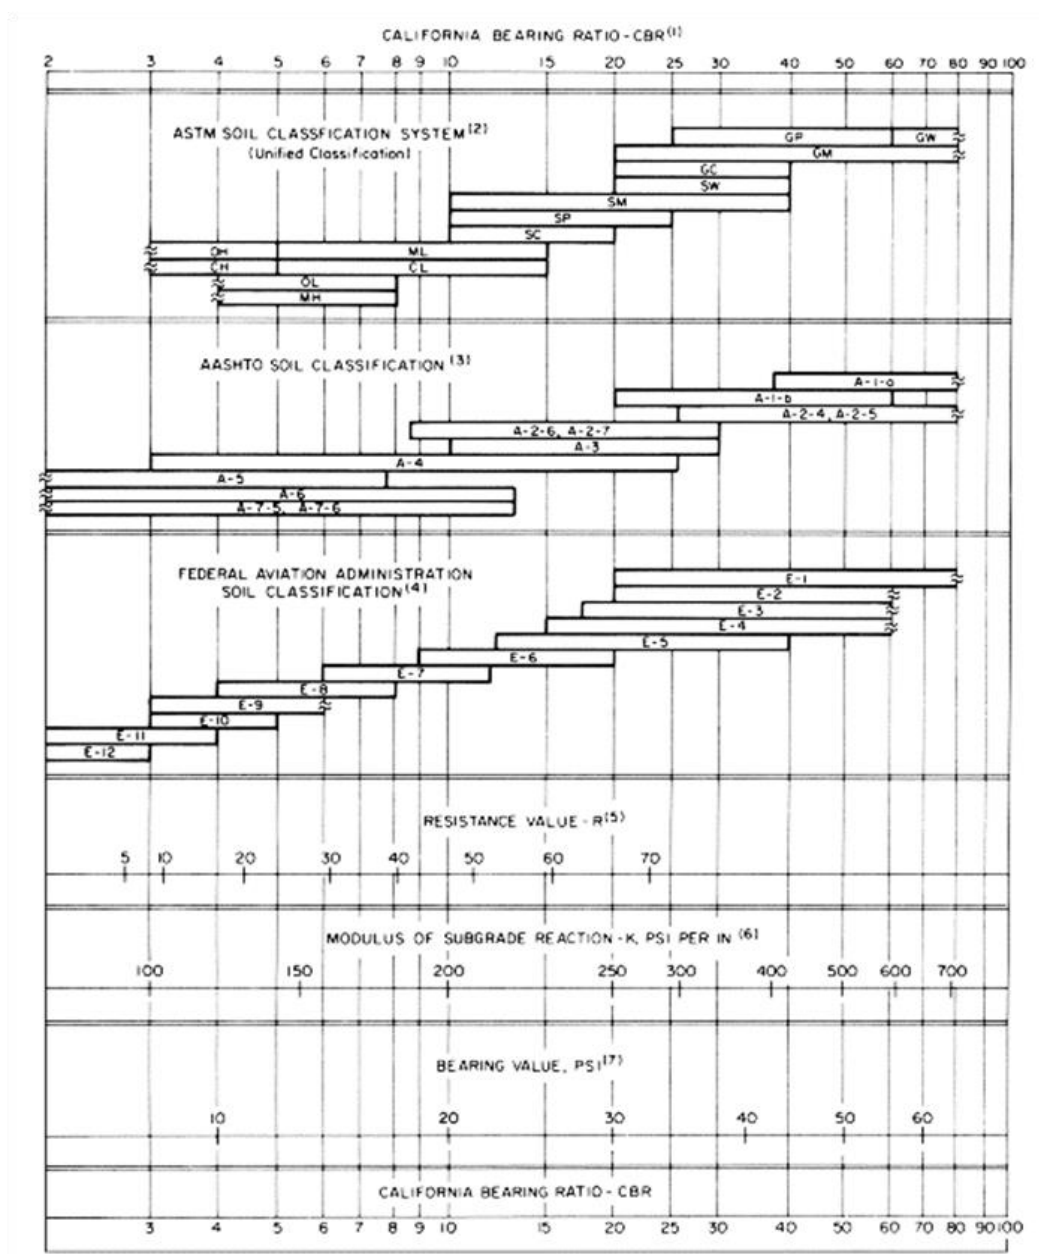 CALIFORNIA BEARING RATIO-CBR(1)
2 3 4 5 6 7 8 9 10 15 20 25 30 40 50 60 70 80 90 100
ASTM SOIL CLASSFICATION SYSTEM(2)
(Unified Classification)
GP GW
GM
GC
SW
SM
SP
SC
OH ML
CH CL
OL
MH
AASHTO SOIL CLASSIFICATION (3)
A-1-a
A-1-b
A-2-4, A-2-5
A-2-6, A-2-7
A-3
A-4
A-5
A-6
A-7-5, A-7-6
FEDERAL AVIATION ADMINISTRATION
SOIL CLASSIFICATION(4)
E-1
E-2
E-3
E-4
E-5
E-6
E-7
E-8
E-9
E-10
E-11
E-12
RESISTANCE VALUE-R(5)
5 10 20 30 40 50 60 70
MODULUS OF SUBGRADE REACTION-K, PSI PER IN (6)
100 150 200 250 300 400 500 600 700
BEARING VALUE, PSI(7)
10 20 30 40 50 60
CALIFORNIA BEARING RATIO-CBR
3 4 5 6 7 8 9 10 15 20 25 30 40 50 60 70 80 90 100